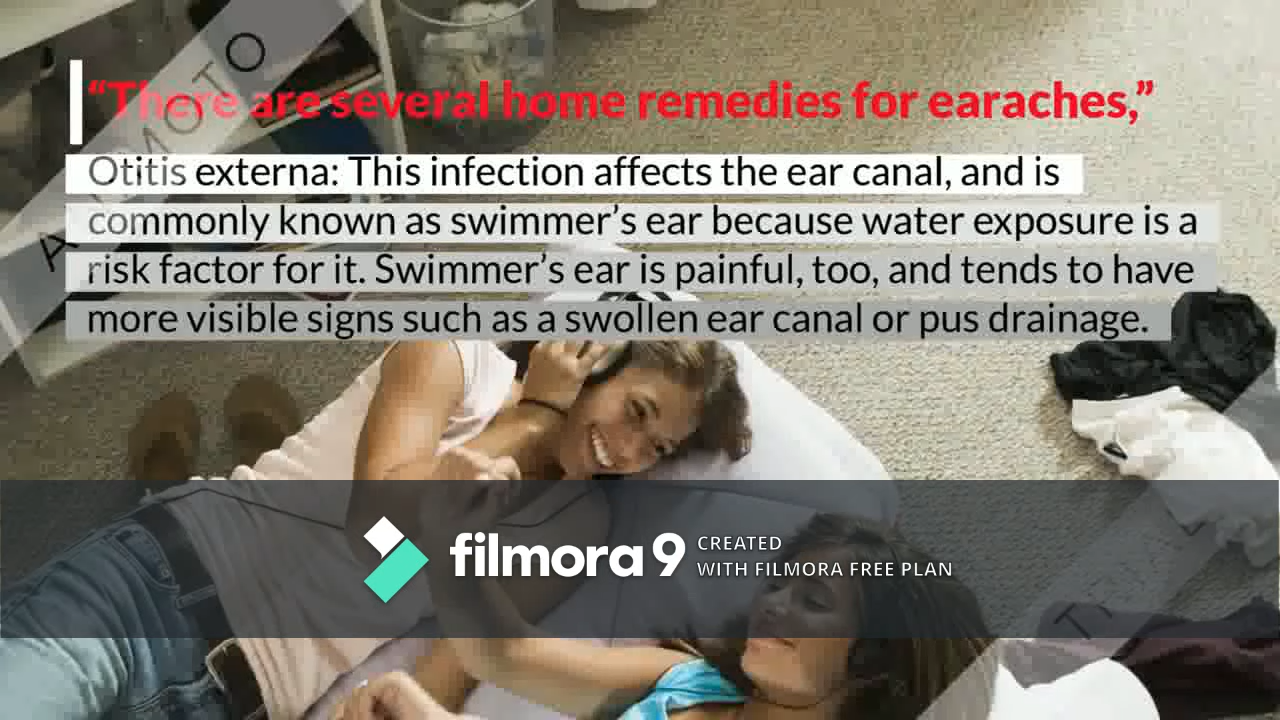 “There are several home remedies for earaches,”
Otitis externa: This infection affects the ear canal, and is
commonly known as swimmer’s ear because water exposure is a
risk factor for it. Swimmer’s ear is painful, too, and tends to have
more visible signs such as a swollen ear canal or pus drainage.
filmora 9 CREATED
WITH FILMORA FREE PLAN